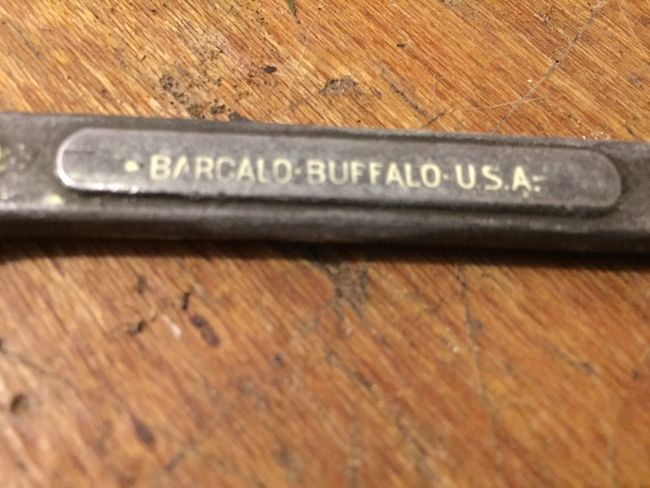 • BARCALO • BUFFALO • U.S.A.